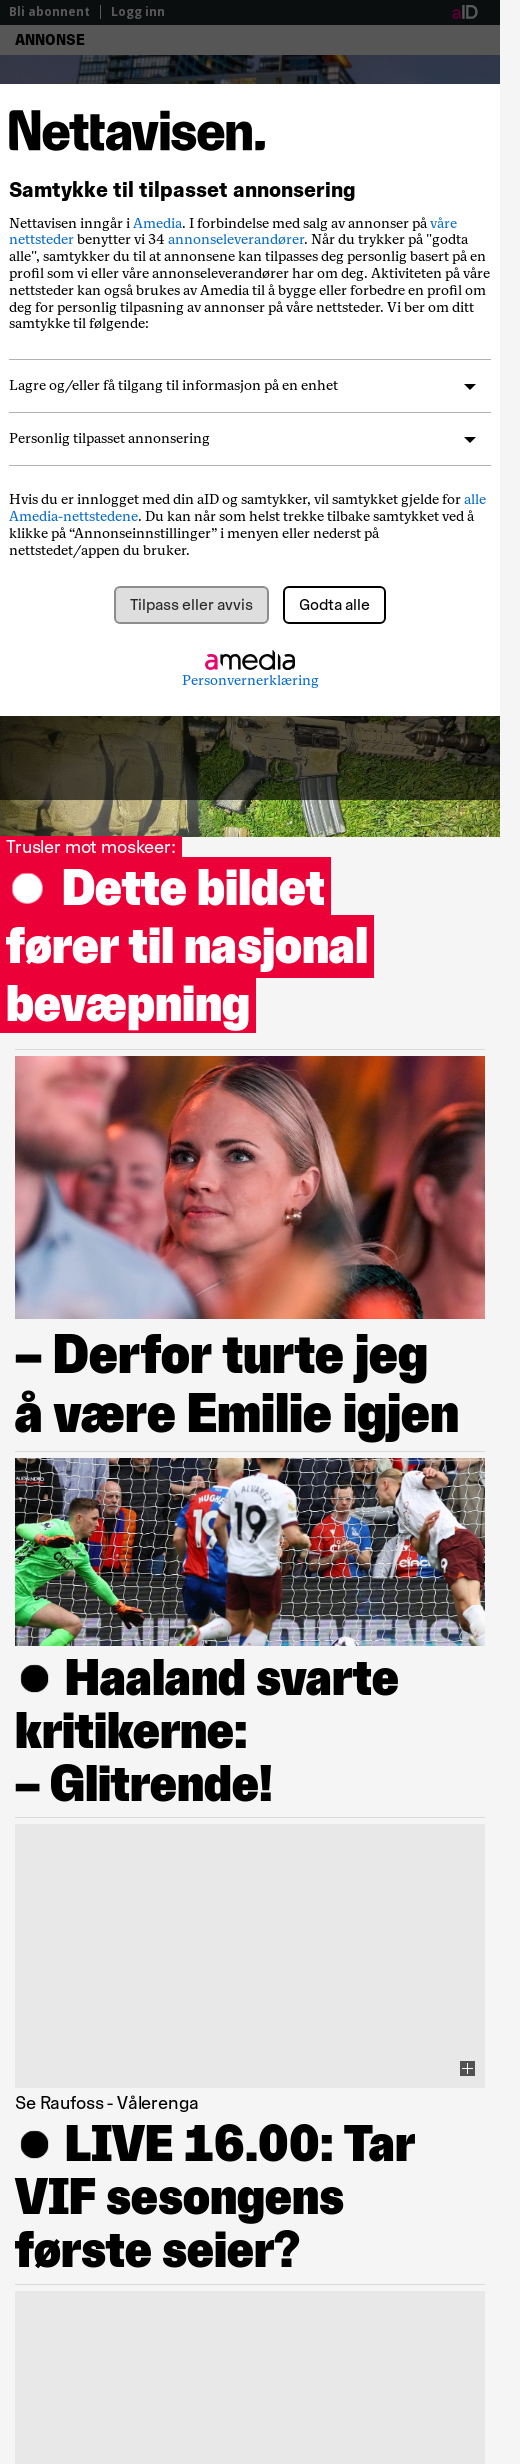 Bli abonnent | Logg inn aID
ANNONSE
Nettavisen.
Samtykke til tilpasset annonsering
Nettavisen inngår i Amedia. I forbindelse med salg av annonser på våre
nettsteder benytter vi 34 annonseleverandører. Når du trykker på "godta
alle", samtykker du til at annonsene kan tilpasses deg personlig basert på en
profil som vi eller våre annonseleverandører har om deg. Aktiviteten på våre
nettsteder kan også brukes av Amedia til å bygge eller forbedre en profil om
deg for personlig tilpasning av annonser på våre nettsteder. Vi ber om ditt
samtykke til følgende:
Lagre og/eller få tilgang til informasjon på en enhet
Personlig tilpasset annonsering
Hvis du er innlogget med din aID og samtykker, vil samtykket gjelde for alle
Amedia-nettstedene. Du kan når som helst trekke tilbake samtykket ved å
klikke på “Annonseinnstillinger” i menyen eller nederst på
nettstedet/appen du bruker.
Tilpass eller avvis Godta alle
amedia
Personvernerklæring
Trusler mot moskeer:
● Dette bildet
fører til nasjonal
bevæpning
– Derfor turte jeg
å være Emilie igjen
HUGHES
19
ALVAREZ
19
cinch
● Haaland svarte
kritikerne:
– Glitrende!
Se Raufoss - Vålerenga
● LIVE 16.00: Tar
VIF sesongens
første seier?